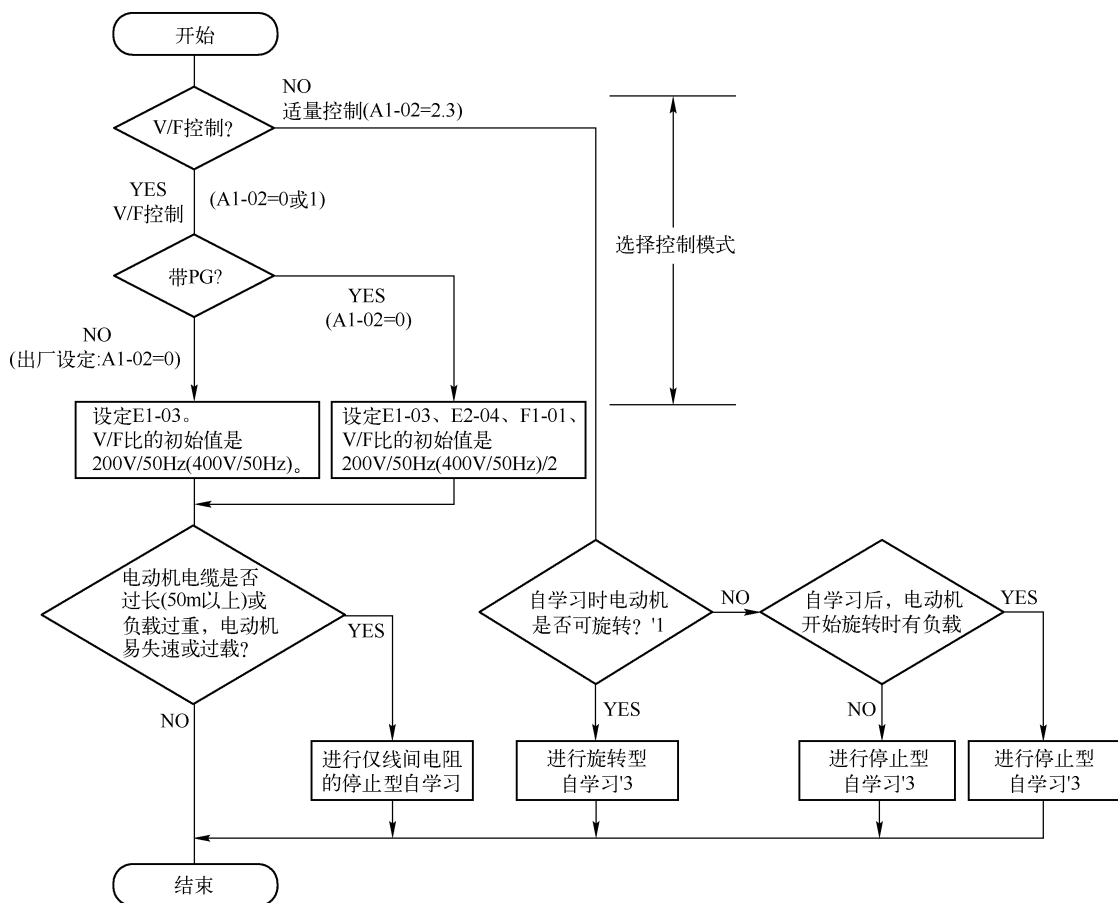 开始
NO
适量控制(A1-02=2.3)
V/F控制?
YES
V/F控制
(A1-02=0或1)
选择控制模式
带PG?
YES
(A1-02=0)
NO
(出厂设定:A1-02=0)
设定E1-03。
V/F比的初始值是
200V/50Hz(400V/50Hz)。
设定E1-03、E2-04、F1-01、
V/F比的初始值是
200V/50Hz(400V/50Hz)/2
电动机电缆是否
过长(50m以上)或
负载过重，电动机
易失速或过载?
YES
NO
自学习时电动机
是否可旋转? '1
NO
YES
自学习后，电动机
开始旋转时有负载
YES
NO
进行仅线间电阻
的停止型自学习
进行旋转型
自学习'3
进行停止型
自学习'3
进行停止型
自学习'3
结束